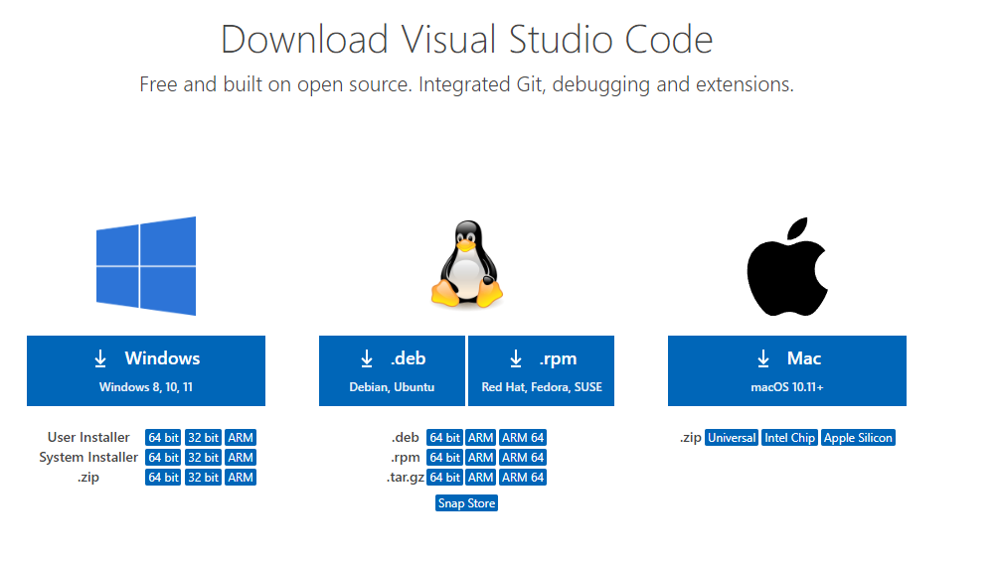 Download Visual Studio Code
Free and built on open source. Integrated Git, debugging and extensions.
Windows
Windows 8, 10, 11
User Installer 64 bit 32 bit ARM
System Installer 64 bit 32 bit ARM
.zip 64 bit 32 bit ARM
.deb
Debian, Ubuntu
.rpm
Red Hat, Fedora, SUSE
.deb 64 bit ARM ARM 64
.rpm 64 bit ARM ARM 64
.tar.gz 64 bit ARM ARM 64
Snap Store
Mac
macOS 10.11+
.zip Universal Intel Chip Apple Silicon